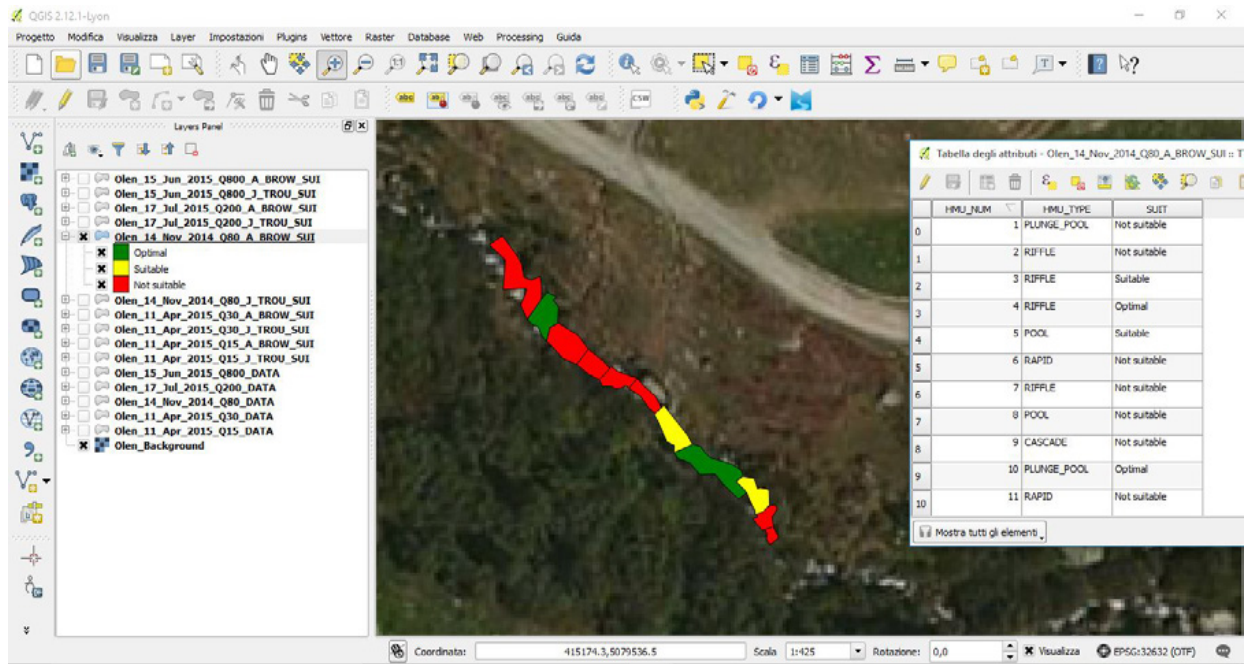 QGIS 2.12.1-Lyon
Progetto Modifica Visualizza Layer Impostazioni Plugins Vettore Raster Database Web Processing Guida
Layers Panel
Olen_15_Jun_2015_Q800_A_BROW_SUI
Olen_15_Jun_2015_Q800_J_TROU_SUI
Olen_17_Jul_2015_Q200_A_BROW_SUI
Olen_17_Jul_2015_Q200_J_TROU_SUI
Olen_14_Nov_2014_Q80_A_BROW_SUI
Optimal
Suitable
Not suitable
Olen_14_Nov_2014_Q80_J_TROU_SUI
Olen_11_Apr_2015_Q30_A_BROW_SUI
Olen_11_Apr_2015_Q30_J_TROU_SUI
Olen_11_Apr_2015_Q15_A_BROW_SUI
Olen_11_Apr_2015_Q15_J_TROU_SUI
Olen_15_Jun_2015_Q800_DATA
Olen_17_Jul_2015_Q200_DATA
Olen_14_Nov_2014_Q80_DATA
Olen_11_Apr_2015_Q30_DATA
Olen_11_Apr_2015_Q15_DATA
Olen_Background
Tabella degli attributi - Olen_14_Nov_2014_Q80_A_BROW_SUI :: T
HMU_NUM HMU_TYPE SUIT
0 1 PLUNGE_POOL Not suitable
1 2 RIFFLE Not suitable
2 3 RIFFLE Suitable
3 4 RIFFLE Optimal
4 5 POOL Suitable
5 6 RAPID Not suitable
6 7 RIFFLE Not suitable
7 8 POOL Not suitable
8 9 CASCADE Not suitable
9 10 PLUNGE_POOL Optimal
10 11 RAPID Not suitable
Mostra tutti gli elementi
Coordinata: 415174.3,5079536.5 Scala 1:425 Rotazione: 0,0 Visualizza EPSG:32632 (OTF)